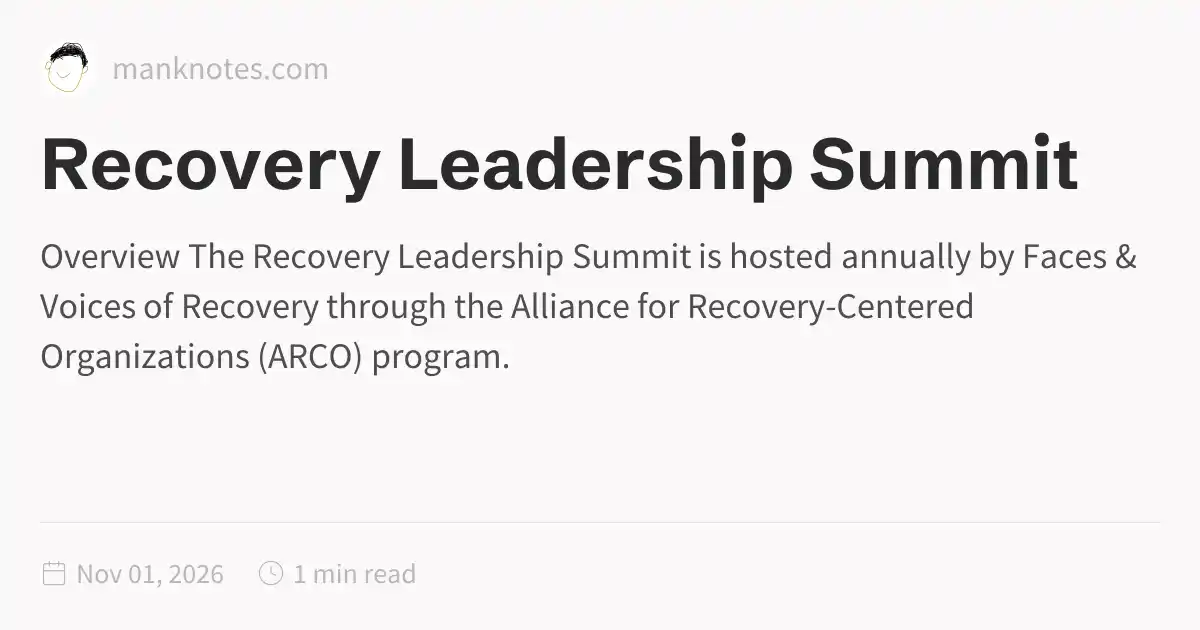 manknotes.com
Recovery Leadership Summit
Overview The Recovery Leadership Summit is hosted annually by Faces &
Voices of Recovery through the Alliance for Recovery-Centered
Organizations (ARCO) program.
Nov 01, 2026 1 min read